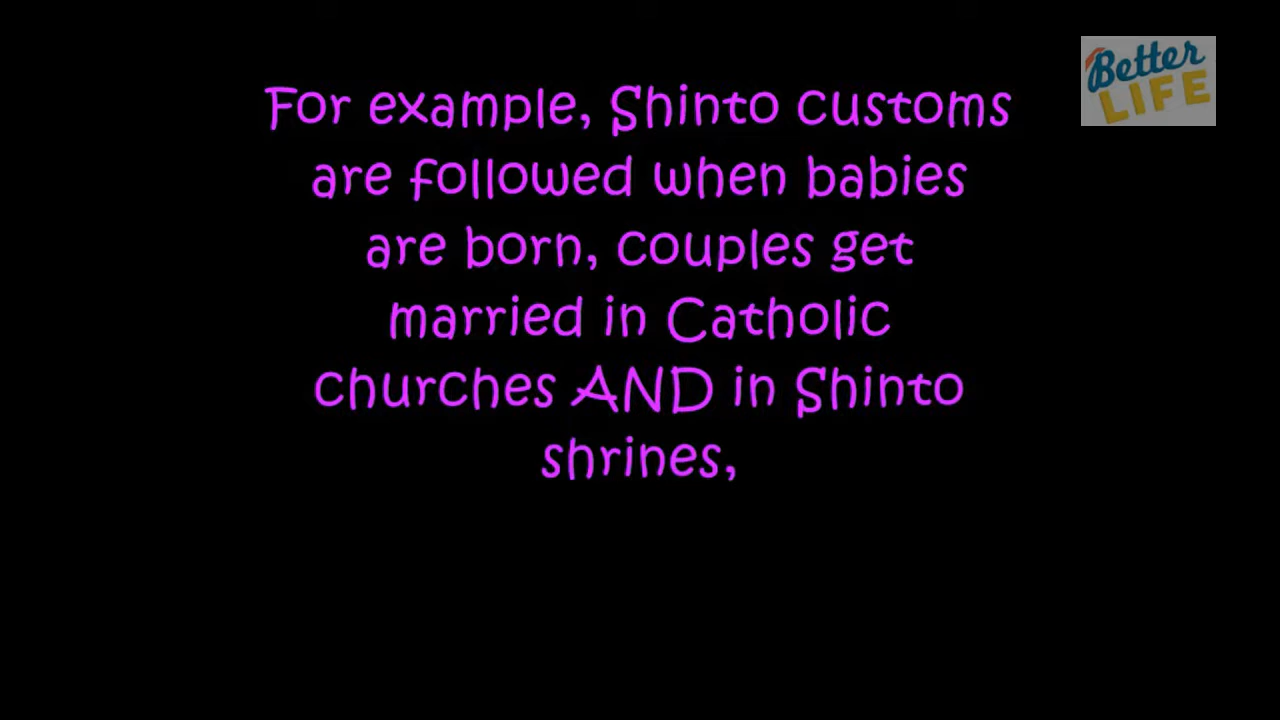 Better
LIFE
For example, Shinto customs
are followed when babies
are born, couples get
married in Catholic
churches AND in Shinto
shrines,